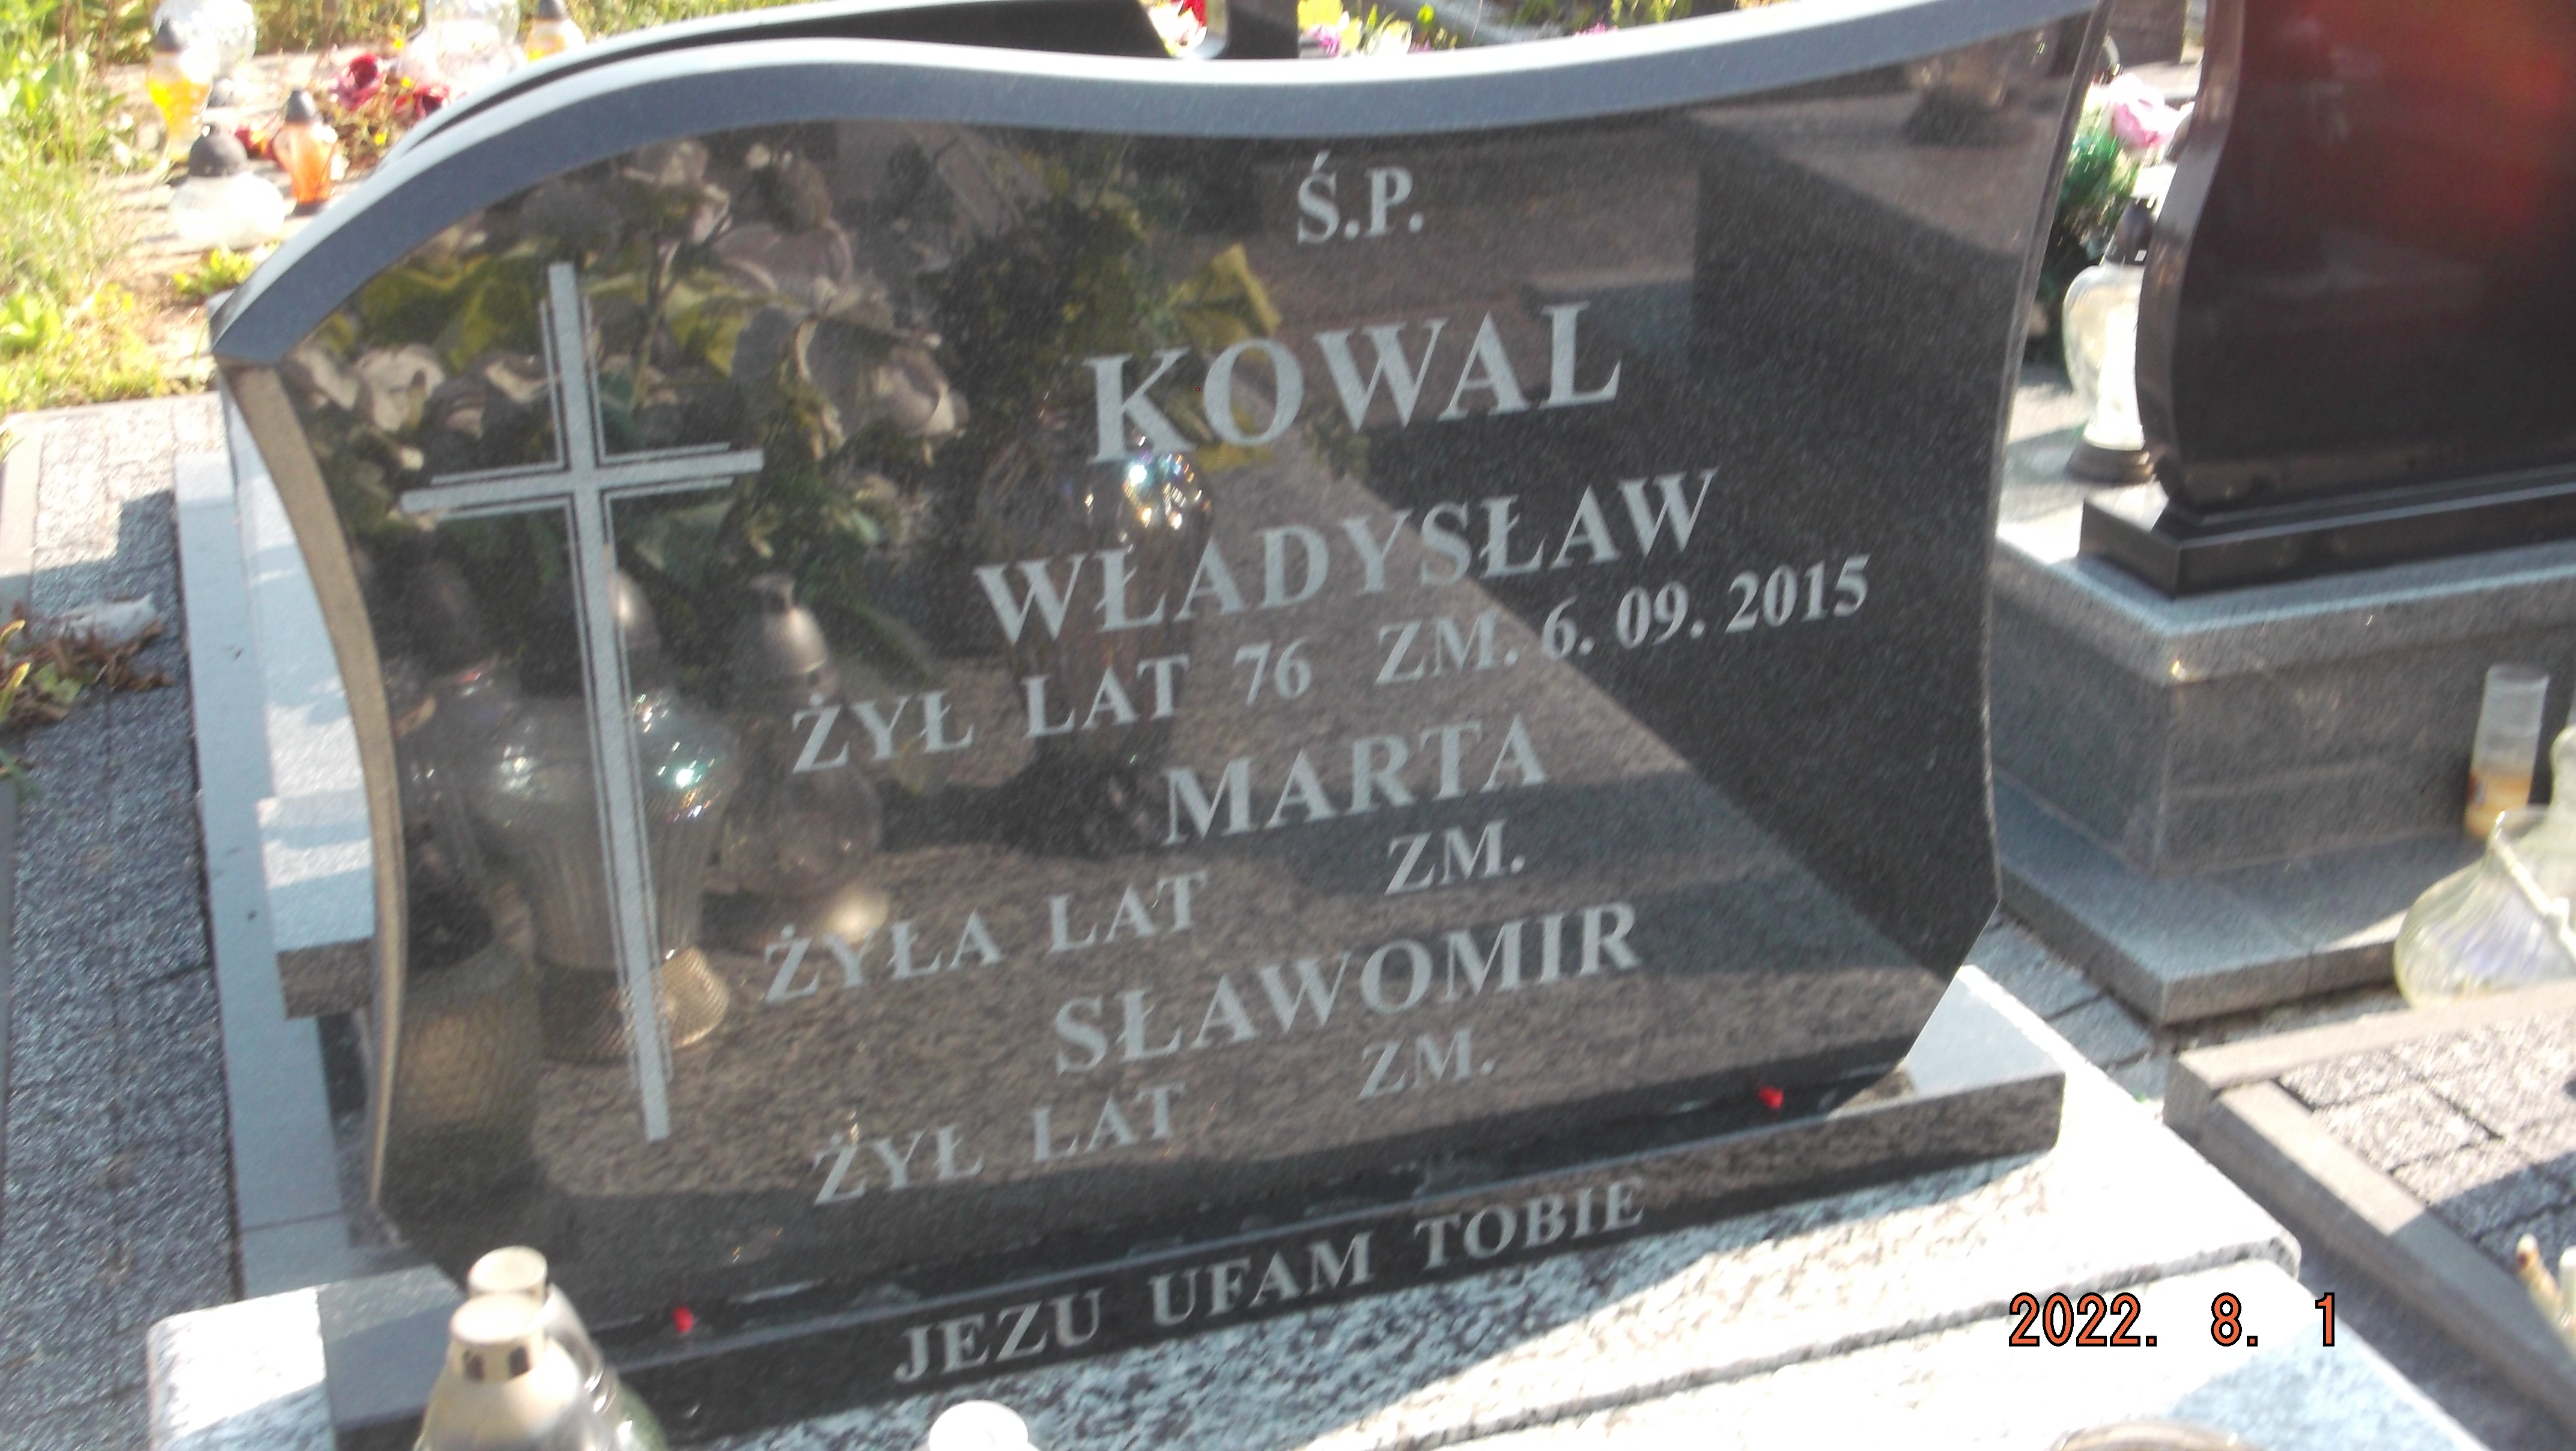 Ś.P.
KOWAL
WŁADYSŁAW
ŻYŁ LAT 76 ZM. 6. 09. 2015
MARTA
ŻYŁA LAT ZM.
SŁAWOMIR
ŻYŁ LAT ZM.
JEZU UFAM TOBIE
2022. 8. 1